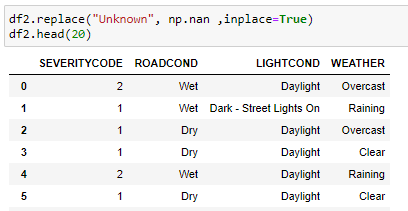 df2.replace("Unknown", np.nan ,inplace=True)
df2.head(20)
SEVERITYCODE ROADCOND LIGHTCOND WEATHER
0 2 Wet Daylight Overcast
1 1 Wet Dark - Street Lights On Raining
2 1 Dry Daylight Overcast
3 1 Dry Daylight Clear
4 2 Wet Daylight Raining
5 1 Dry Daylight Clear